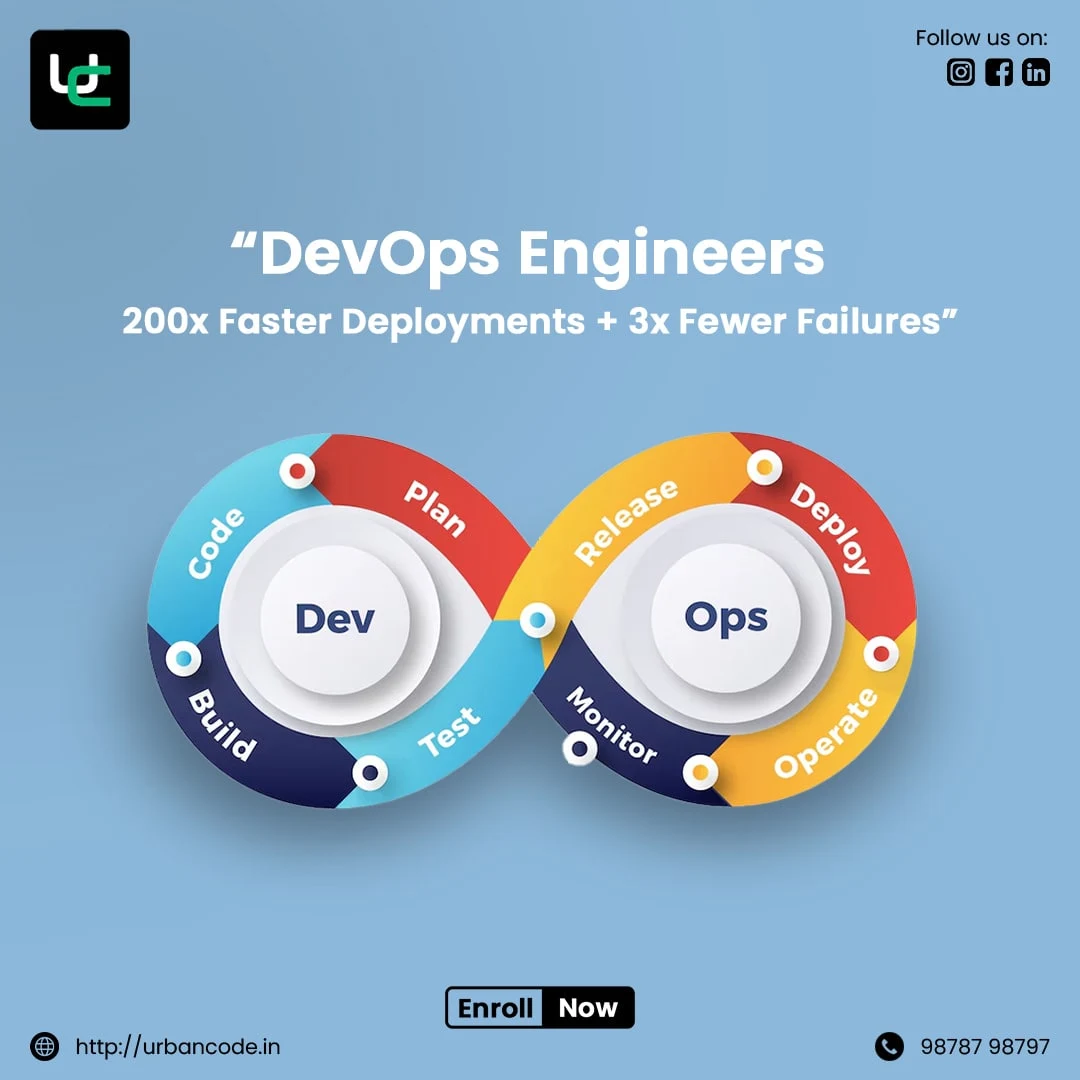 UC
Follow us on:
“DevOps Engineers
200x Faster Deployments + 3x Fewer Failures”
Plan
Code
Build
Test
Release
Deploy
Operate
Monitor
Dev
Ops
Enroll Now
http://urbancode.in
98787 98797